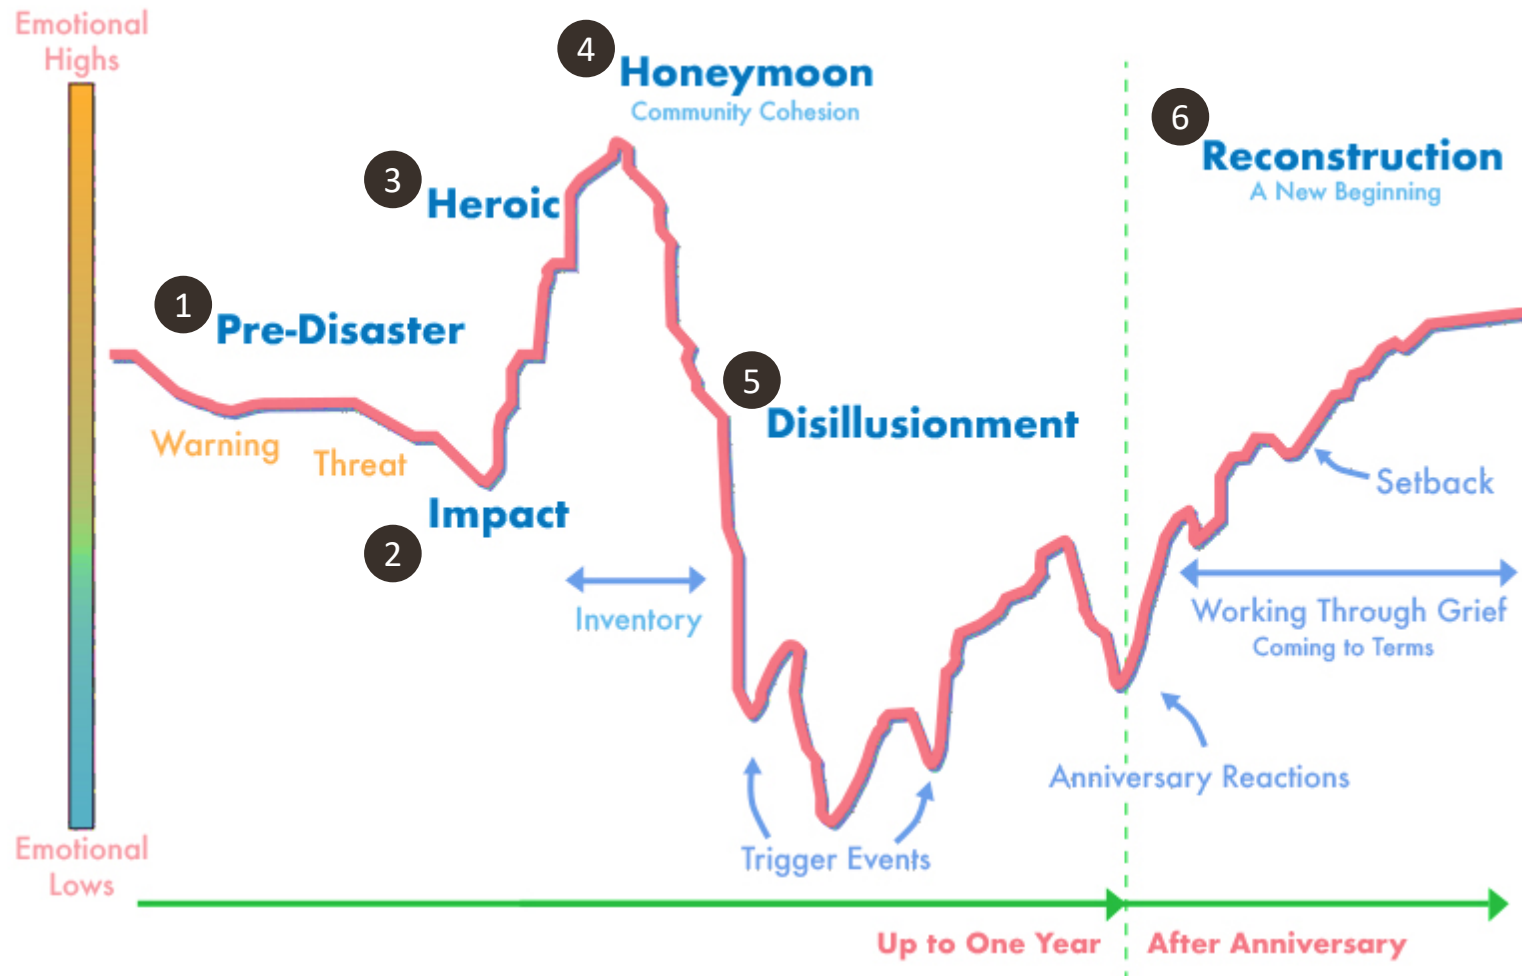 Emotional
Highs
4
Honeymoon
Community Cohesion
6
Reconstruction
A New Beginning
3
Heroic
1
Pre-Disaster
Warning
Threat
Impact
2
5
Disillusionment
Setback
Inventory
Working Through Grief
Coming to Terms
Anniversary Reactions
Trigger Events
Emotional
Lows
Up to One Year
After Anniversary